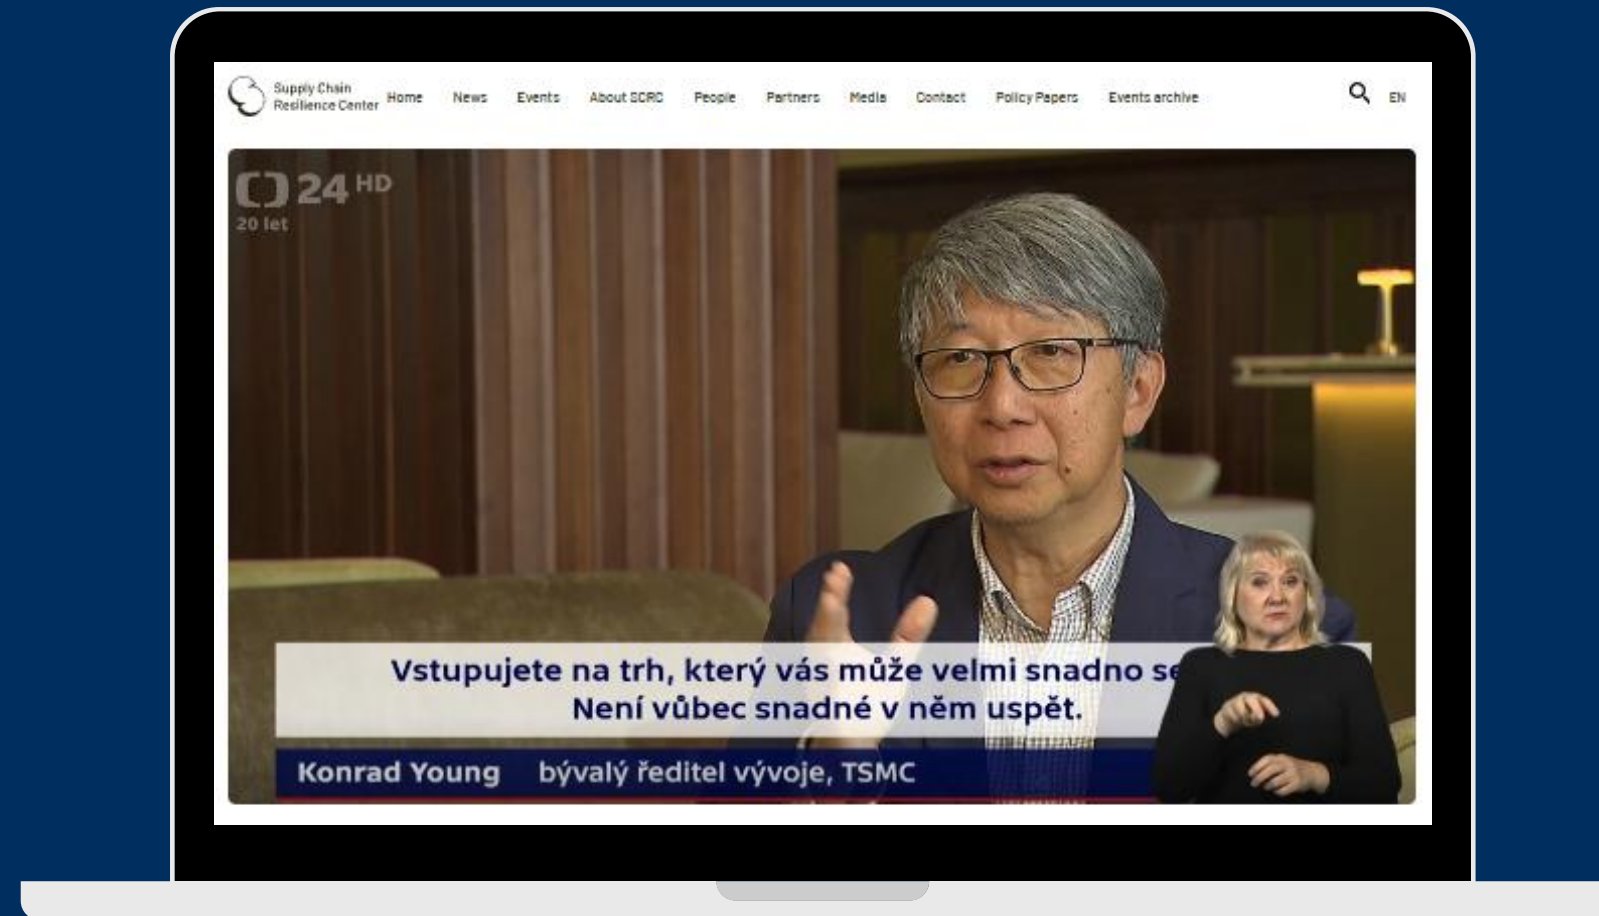 Supply Chain
Resilience Center
Home News Events About SCRC People Partners Media Contact Policy Papers Events archive EN
24 HD
20 let
Vstupujete na trh, který vás může velmi snadno
Není vůbec snadné v něm uspět.
Konrad Young bývalý ředitel vývoje, TSMC